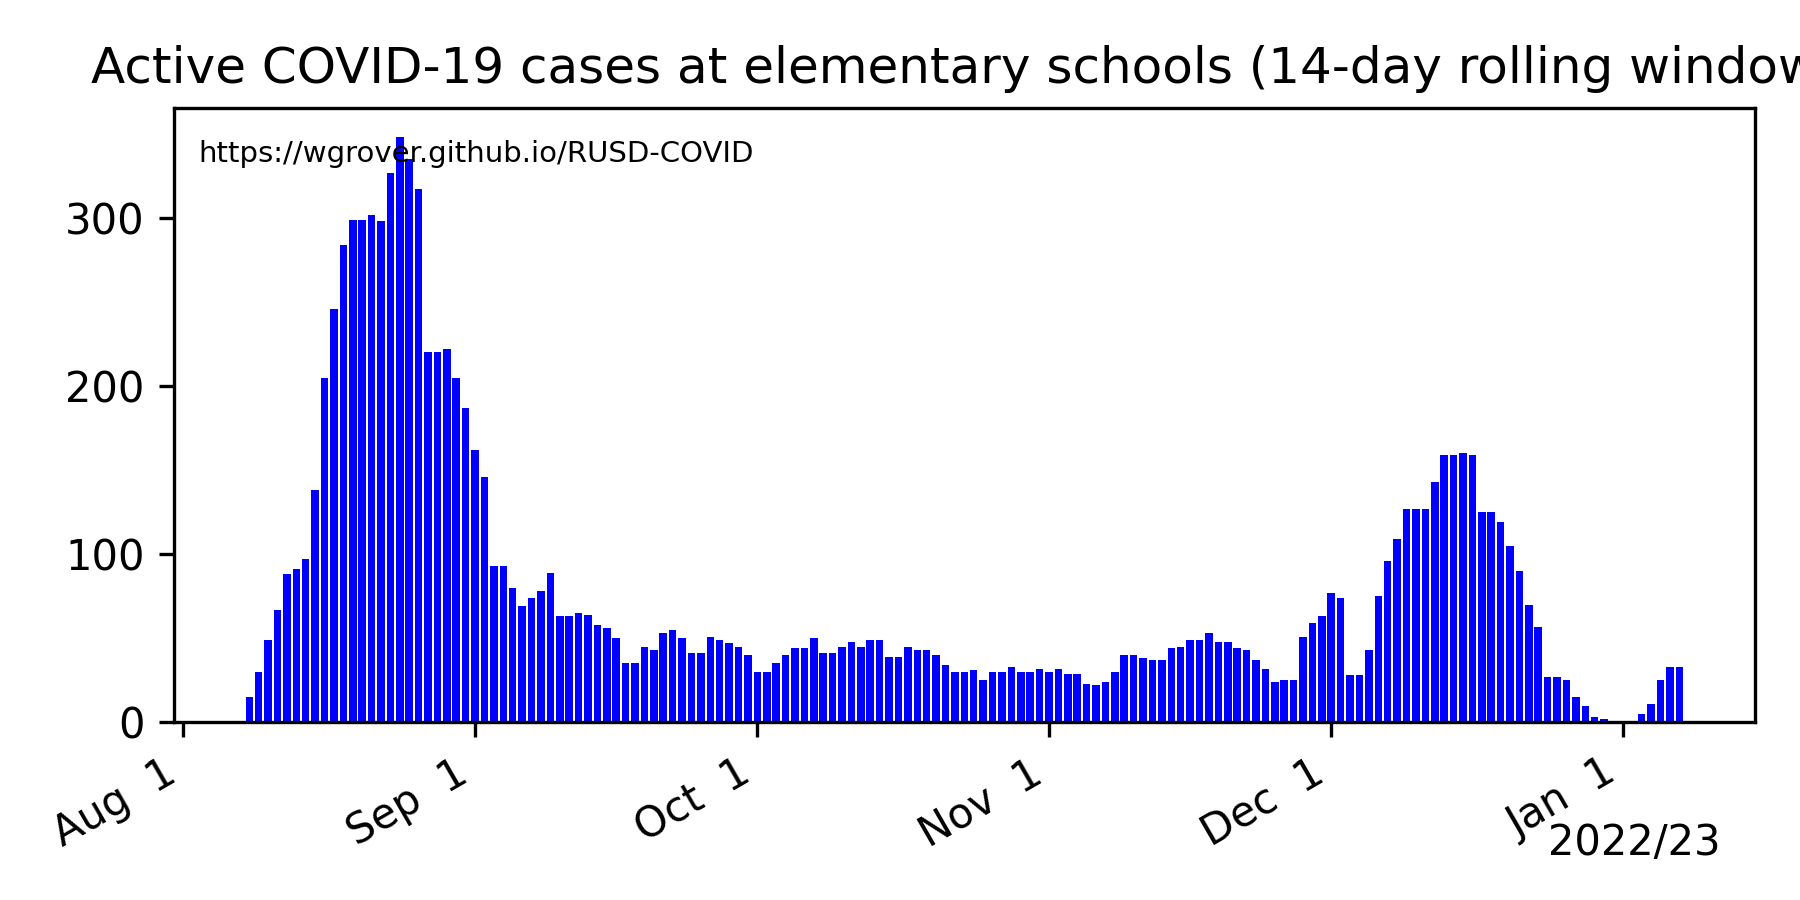 Active COVID-19 cases at elementary schools (14-day rolling window
https://wgrover.github.io/RUSD-COVID
300
200
100
0
Aug 1
Sep 1
Oct 1
Nov 1
Dec 1
Jan 1
2022/23